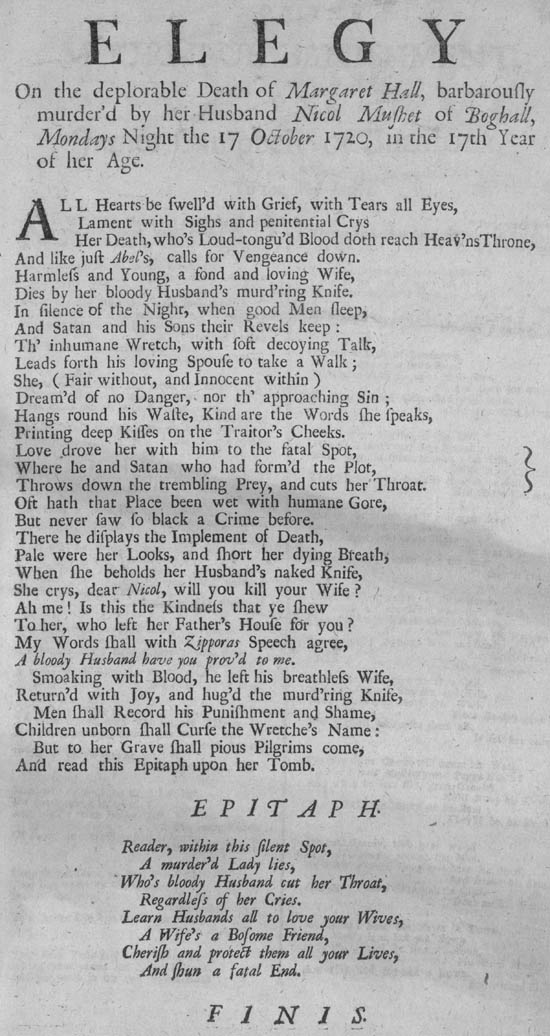 ELEGY
On the deplorable Death of Margaret Hall, barbarouſly
murder'd by her Husband Nicol Muſhet of Boghall,
Mondays Night the 17 October 1720, in the 17th Year
of her Age.
ALL Hearts be ſwell'd with Grief, with Tears all Eyes,
Lament with Sighs and penitential Crys
Her Death, who's Loud-tongu'd Blood doth reach Heav'ns Throne,
And like juſt Abel's, calls for Vengeance down.
Harmleſs and Young, a fond and loving Wife,
Dies by her bloody Husband's murd'ring Knife.
In ſilence of the Night, when good Men ſleep,
And Satan and his Sons their Revels keep:
Th' inhumane Wretch, with ſoft decoying Talk,
Leads forth his loving Spouſe to take a Walk;
She, (Fair without, and Innocent within)
Dream'd of no Danger, nor th' approaching Sin;
Hangs round his Waſte, Kind are the Words ſhe ſpeaks,
Printing deep Kiſſes on the Traitor's Cheeks.
Love drove her with him to the fatal Spot,
Where he and Satan who had form'd the Plot,
Throws down the trembling Prey, and cuts her Throat.
Oft hath that Place been wet with humane Gore,
But never ſaw ſo black a Crime before.
There he diſplays the Implement of Death,
Pale were her Looks, and ſhort her dying Breath,
When ſhe beholds her Husband's naked Knife,
She crys, dear Nicol, will you kill your Wife?
Ah me! Is this the Kindneſs that ye ſhew
To her, who left her Father's Houſe for you?
My Words ſhall with Zipporas Speech agree,
A bloody Husband have you prov'd to me.
Smoaking with Blood, he left his breathleſs Wife,
Return'd with Joy, and hug'd the murd'ring Knife,
Men ſhall Record his Puniſhment and Shame,
Children unborn ſhall Curſe the Wretche's Name:
But to her Grave ſhall pious Pilgrims come,
And read this Epitaph upon her Tomb.
EPITAPH.
Reader, within this ſilent Spot,
A murder'd Lady lies,
Who's bloody Husband cut her Throat,
Regardleſs of her Cries.
Learn Husbands all to love your Wives,
A Wife's a Boſome Friend,
Cheriſh and protect them all your Lives,
And ſhun a fatal End.
FINIS.